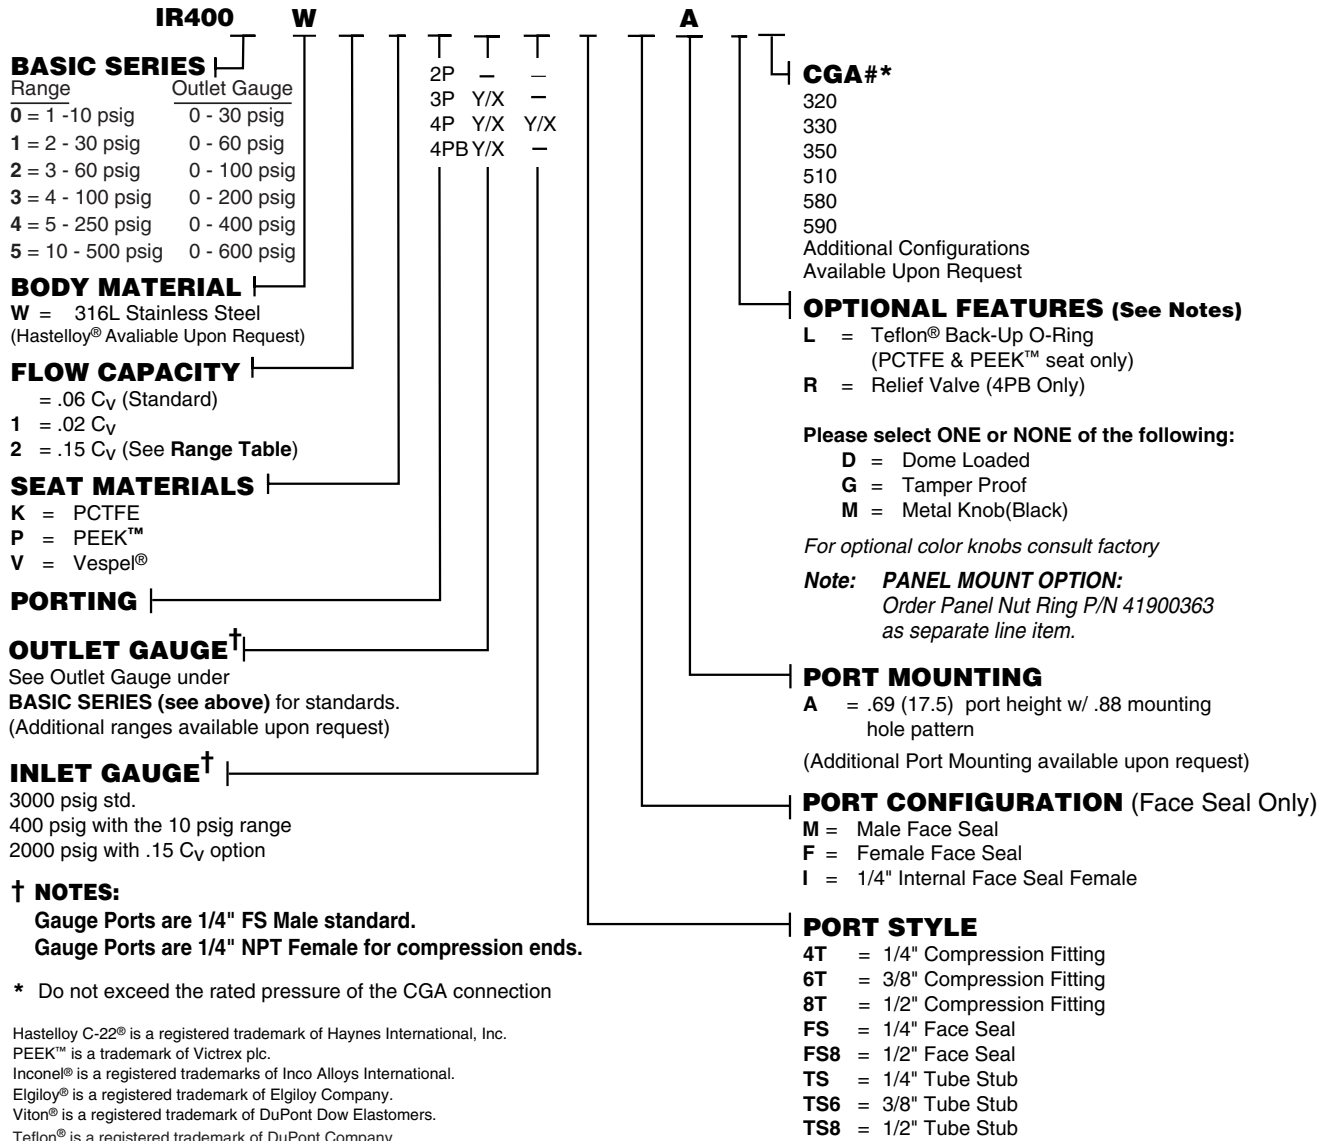 IR400 W A
BASIC SERIES
Range Outlet Gauge
0 = 1 -10 psig 0 - 30 psig
1 = 2 - 30 psig 0 - 60 psig
2 = 3 - 60 psig 0 - 100 psig
3 = 4 - 100 psig 0 - 200 psig
4 = 5 - 250 psig 0 - 400 psig
5 = 10 - 500 psig 0 - 600 psig
BODY MATERIAL
W = 316L Stainless Steel
(Hastelloy® Avaliable Upon Request)
FLOW CAPACITY
= .06 CV (Standard)
1 = .02 CV
2 = .15 CV (See Range Table)
SEAT MATERIALS
K = PCTFE
P = PEEK™
V = Vespel®
PORTING
2P – –
3P Y/X –
4P Y/X Y/X
4PB Y/X –
OUTLET GAUGE†
See Outlet Gauge under
BASIC SERIES (see above) for standards.
(Additional ranges available upon request)
INLET GAUGE†
3000 psig std.
400 psig with the 10 psig range
2000 psig with .15 CV option
† NOTES:
Gauge Ports are 1/4" FS Male standard.
Gauge Ports are 1/4" NPT Female for compression ends.
* Do not exceed the rated pressure of the CGA connection
Hastelloy C-22® is a registered trademark of Haynes International, Inc.
PEEK™ is a trademark of Victrex plc.
Inconel® is a registered trademarks of Inco Alloys International.
Elgiloy® is a registered trademark of Elgiloy Company.
Viton® is a registered trademark of DuPont Dow Elastomers.
Teflon® is a registered trademark of DuPont Company
CGA#*
320
330
350
510
580
590
Additional Configurations
Available Upon Request
OPTIONAL FEATURES (See Notes)
L = Teflon® Back-Up O-Ring
(PCTFE & PEEK™ seat only)
R = Relief Valve (4PB Only)
Please select ONE or NONE of the following:
D = Dome Loaded
G = Tamper Proof
M = Metal Knob(Black)
For optional color knobs consult factory
Note: PANEL MOUNT OPTION:
Order Panel Nut Ring P/N 41900363
as separate line item.
PORT MOUNTING
A = .69 (17.5) port height w/ .88 mounting
hole pattern
(Additional Port Mounting available upon request)
PORT CONFIGURATION (Face Seal Only)
M = Male Face Seal
F = Female Face Seal
I = 1/4" Internal Face Seal Female
PORT STYLE
4T = 1/4" Compression Fitting
6T = 3/8" Compression Fitting
8T = 1/2" Compression Fitting
FS = 1/4" Face Seal
FS8 = 1/2" Face Seal
TS = 1/4" Tube Stub
TS6 = 3/8" Tube Stub
TS8 = 1/2" Tube Stub